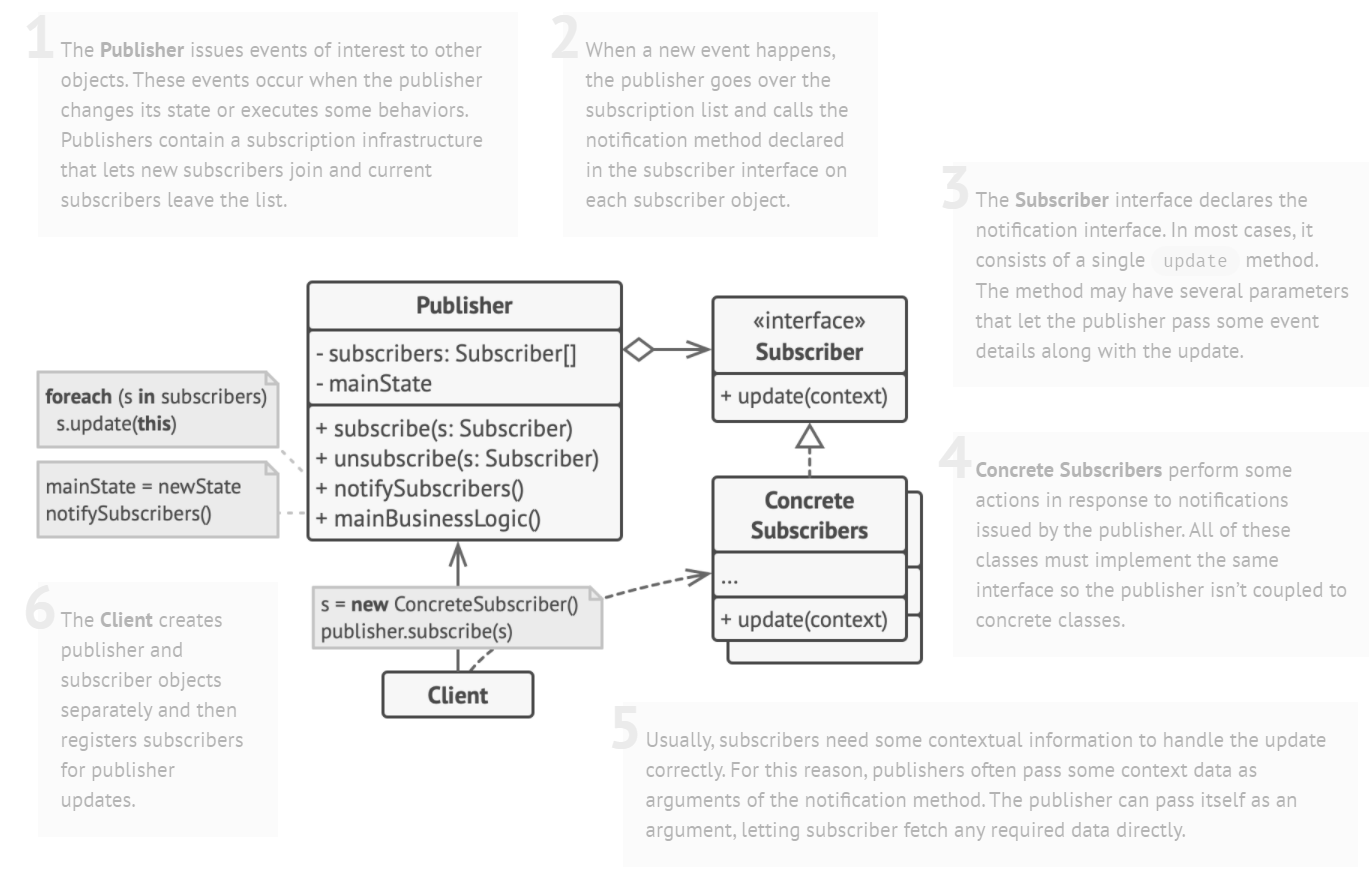 1
The Publisher issues events of interest to other
objects. These events occur when the publisher
changes its state or executes some behaviors.
Publishers contain a subscription infrastructure
that lets new subscribers join and current
subscribers leave the list.
2
When a new event happens,
the publisher goes over the
subscription list and calls the
notification method declared
in the subscriber interface on
each subscriber object.
3
The Subscriber interface declares the
notification interface. In most cases, it
consists of a single update method.
The method may have several parameters
that let the publisher pass some event
details along with the update.
Publisher
- subscribers: Subscriber[]
- mainState
+ subscribe(s: Subscriber)
+ unsubscribe(s: Subscriber)
+ notifySubscribers()
+ mainBusinessLogic()
«interface»
Subscriber
+ update(context)
foreach (s in subscribers)
s.update(this)
mainState = newState
notifySubscribers()
4
Concrete Subscribers perform some
actions in response to notifications
issued by the publisher. All of these
classes must implement the same
interface so the publisher isn’t coupled to
concrete classes.
Concrete
Subscribers
...
+ update(context)
s = new ConcreteSubscriber()
publisher.subscribe(s)
Client
6
The Client creates
publisher and
subscriber objects
separately and then
registers subscribers
for publisher
updates.
5
Usually, subscribers need some contextual information to handle the update
correctly. For this reason, publishers often pass some context data as
arguments of the notification method. The publisher can pass itself as an
argument, letting subscriber fetch any required data directly.